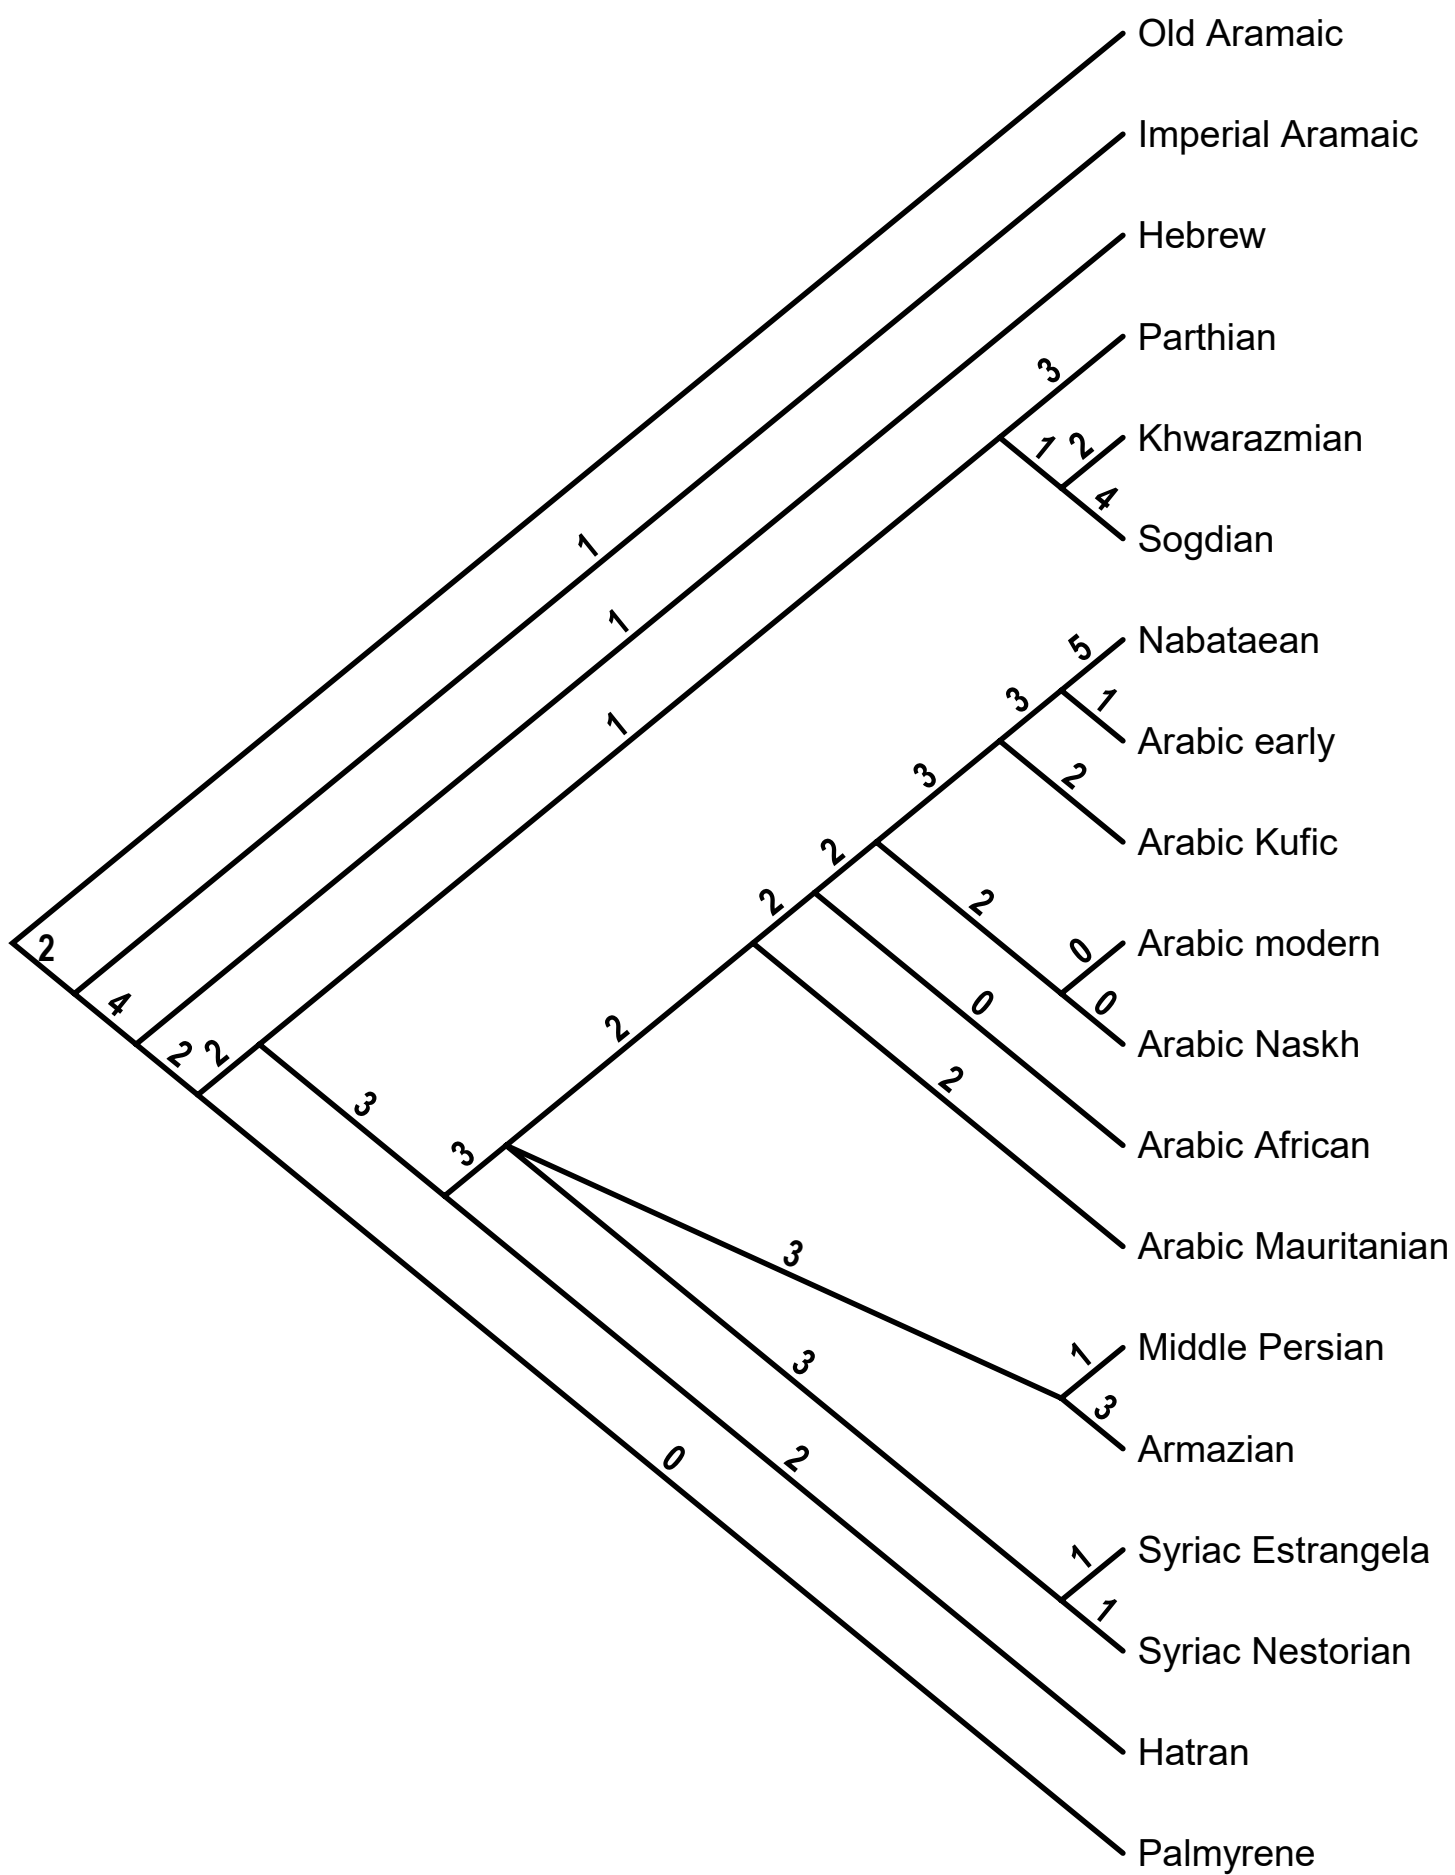 Old Aramaic
Imperial Aramaic
Hebrew
Parthian
3
Khwarazmian
1 2
4
Sogdian
1
1
Nabataean
5
1
3
Arabic early
1
3
2
Arabic Kufic
2
2
2
Arabic modern
0
2
0
4
Arabic Naskh
2
2 2
3
2
Arabic African
3
0
2
Arabic Mauritanian
3
Middle Persian
1
3
3
Armazian
0
2
Syriac Estrangela
1
1
Syriac Nestorian
Hatran
Palmyrene